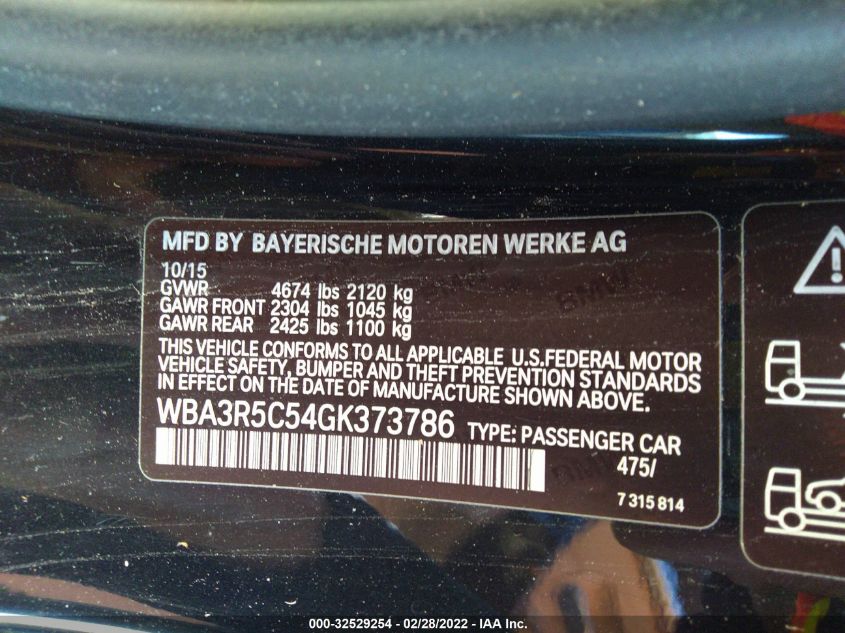 MFD BY BAYERISCHE MOTOREN WERKE AG
10/15
GVWR 4674 lbs 2120 kg
GAWR FRONT 2304 lbs 1045 kg
GAWR REAR 2425 lbs 1100 kg
THIS VEHICLE CONFORMS TO ALL APPLICABLE U.S.FEDERAL MOTOR
VEHICLE SAFETY, BUMPER AND THEFT PREVENTION STANDARDS
IN EFFECT ON THE DATE OF MANUFACTURE SHOWN ABOVE.
WBA3R5C54GK373786 TYPE: PASSENGER CAR
475/
7 315 814
BMW
BMW
BMW
000-32529254 - 02/28/2022 - IAA Inc.